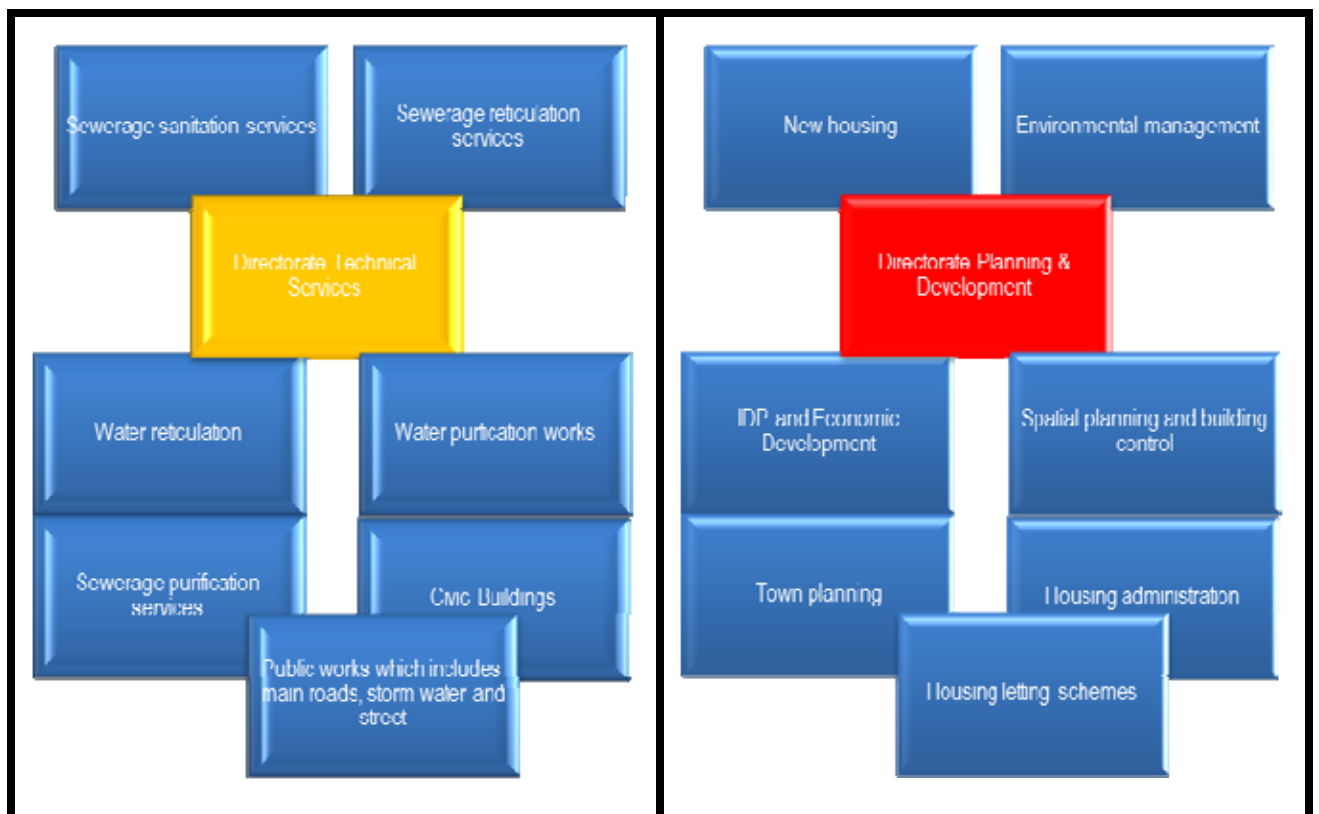 Sewerage sanitation services
Sewerage reticulation
services
Directorate Technical
Services
Water reticulation
Water purfication works
Sewerage purification
services
Civic Buildings
Public works which includes
main roads, storm water and
street
New housing
Environmental management
Directorate Planning &
Development
IDP and Economic
Development
Spatial planning and building
control
Town planning
Housing administration
Housing letting schemes